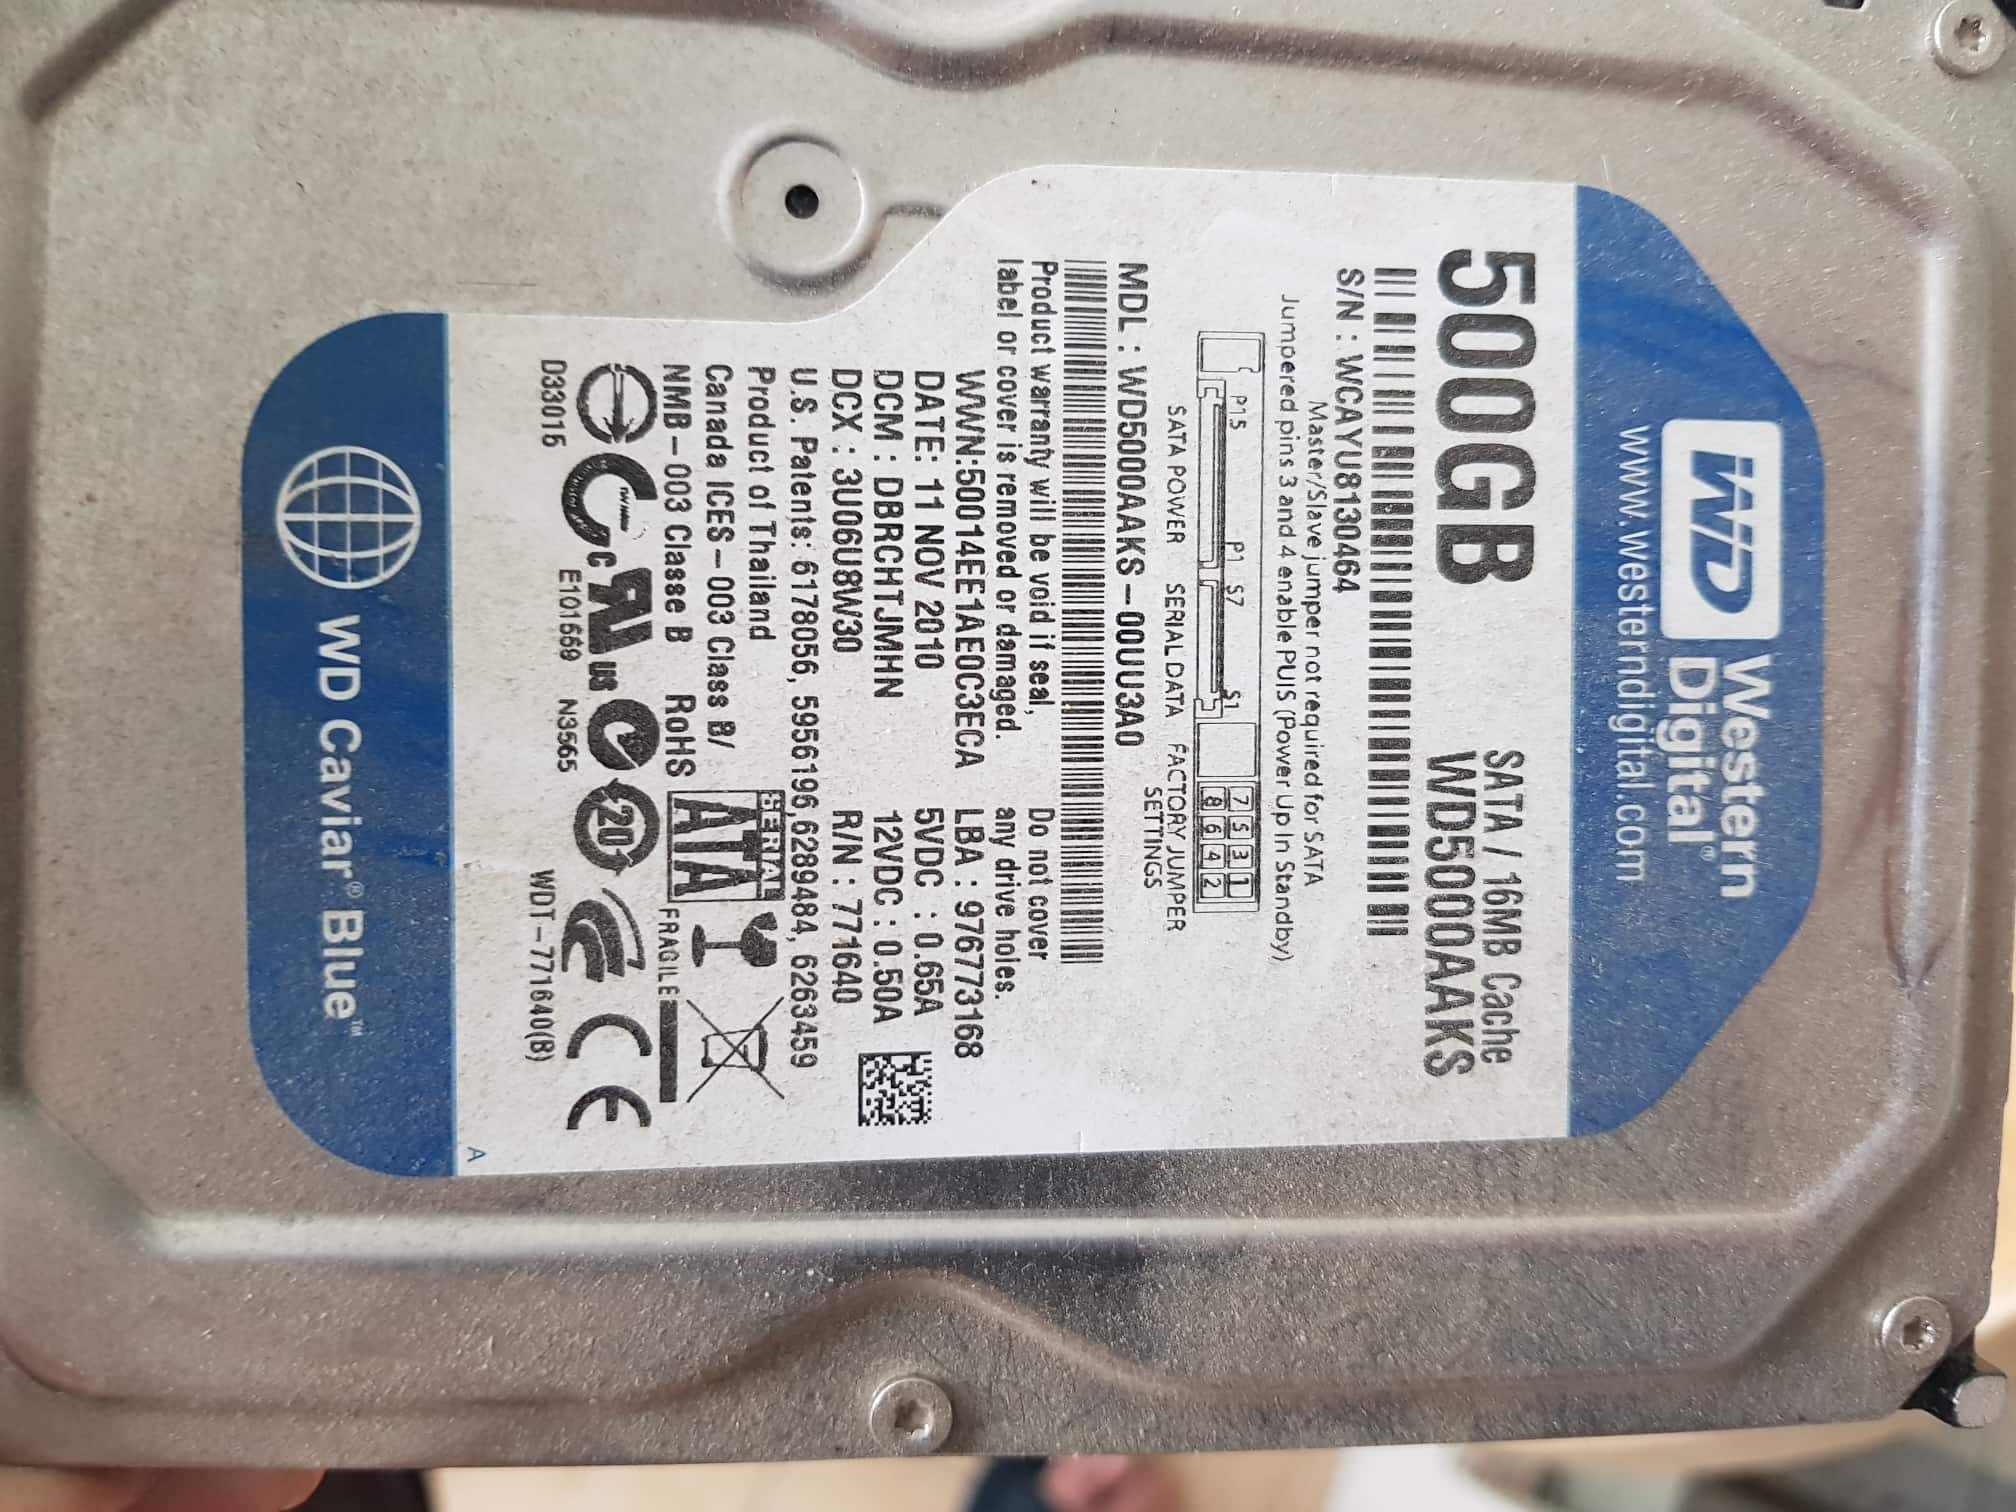 WD Western
Digital®
www.westerndigital.com
500GB
SATA / 16MB Cache
WD5000AAKS
S/N : WCAYU8130464
Master/Slave jumper not required for SATA
Jumpered pins 3 and 4 enable PUIS (Power Up In Standby)
P15 P1 S7 S1
7 5 3 1
8 6 4 2
SATA POWER SERIAL DATA FACTORY JUMPER
SETTINGS
MDL : WD5000AAKS-00UU3A0
Product warranty will be void if seal,
label or cover is removed or damaged.
Do not cover
any drive holes.
WWN:50014EE1AE0C3ECA LBA : 976773168
DATE: 11 NOV 2010 5VDC : 0.65A
DCM : DBRCHTJMHN 12VDC : 0.50A
DCX : 3U06U8W30 R/N : 771640
U.S. Patents: 6178056, 5956196,6289484, 6263459
Product of Thailand
Canada ICES-003 Class B/
NMB-003 Classe B RoHS
SERIAL
ATA
FRAGILE
C US 20 CE
D33015 E101559 N3565 WDT-771640(B)
WD Caviar® Blue™
A